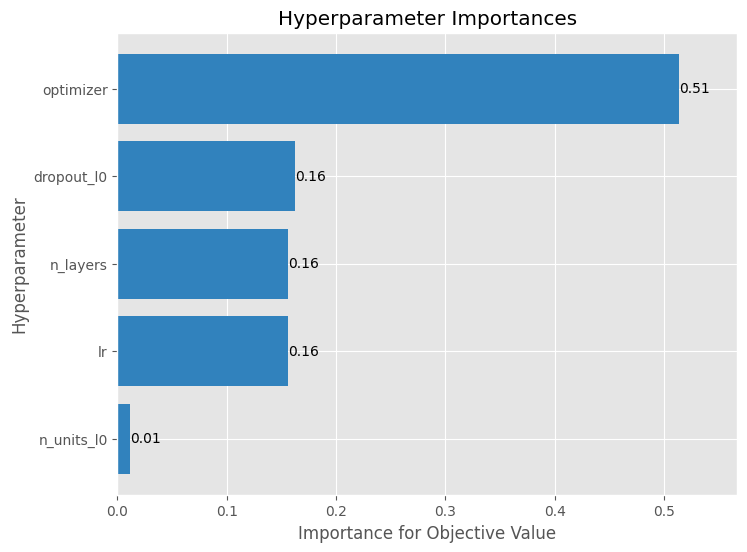 Hyperparameter Importances
Hyperparameter
optimizer 0.51
dropout_l0 0.16
n_layers 0.16
lr 0.16
n_units_l0 0.01
0.0 0.1 0.2 0.3 0.4 0.5
Importance for Objective Value